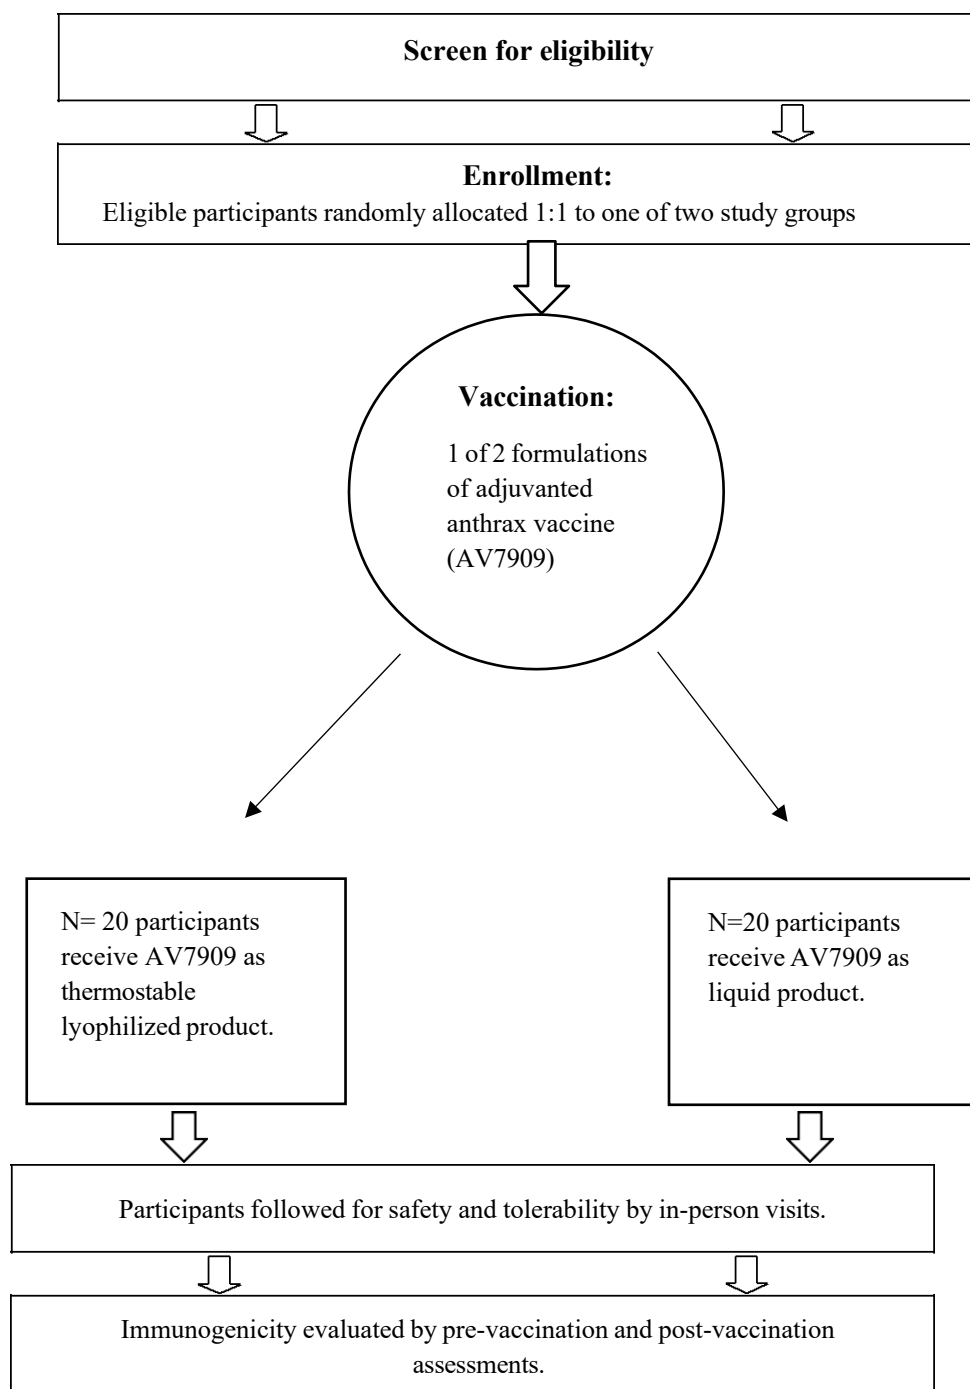 Screen for eligibility
Enrollment:
Eligible participants randomly allocated 1:1 to one of two study groups
Vaccination:
1 of 2 formulations
of adjuvanted
anthrax vaccine
(AV7909)
N= 20 participants
receive AV7909 as
thermostable
lyophilized product.
N=20 participants
receive AV7909 as
liquid product.
Participants followed for safety and tolerability by in-person visits.
Immunogenicity evaluated by pre-vaccination and post-vaccination
assessments.